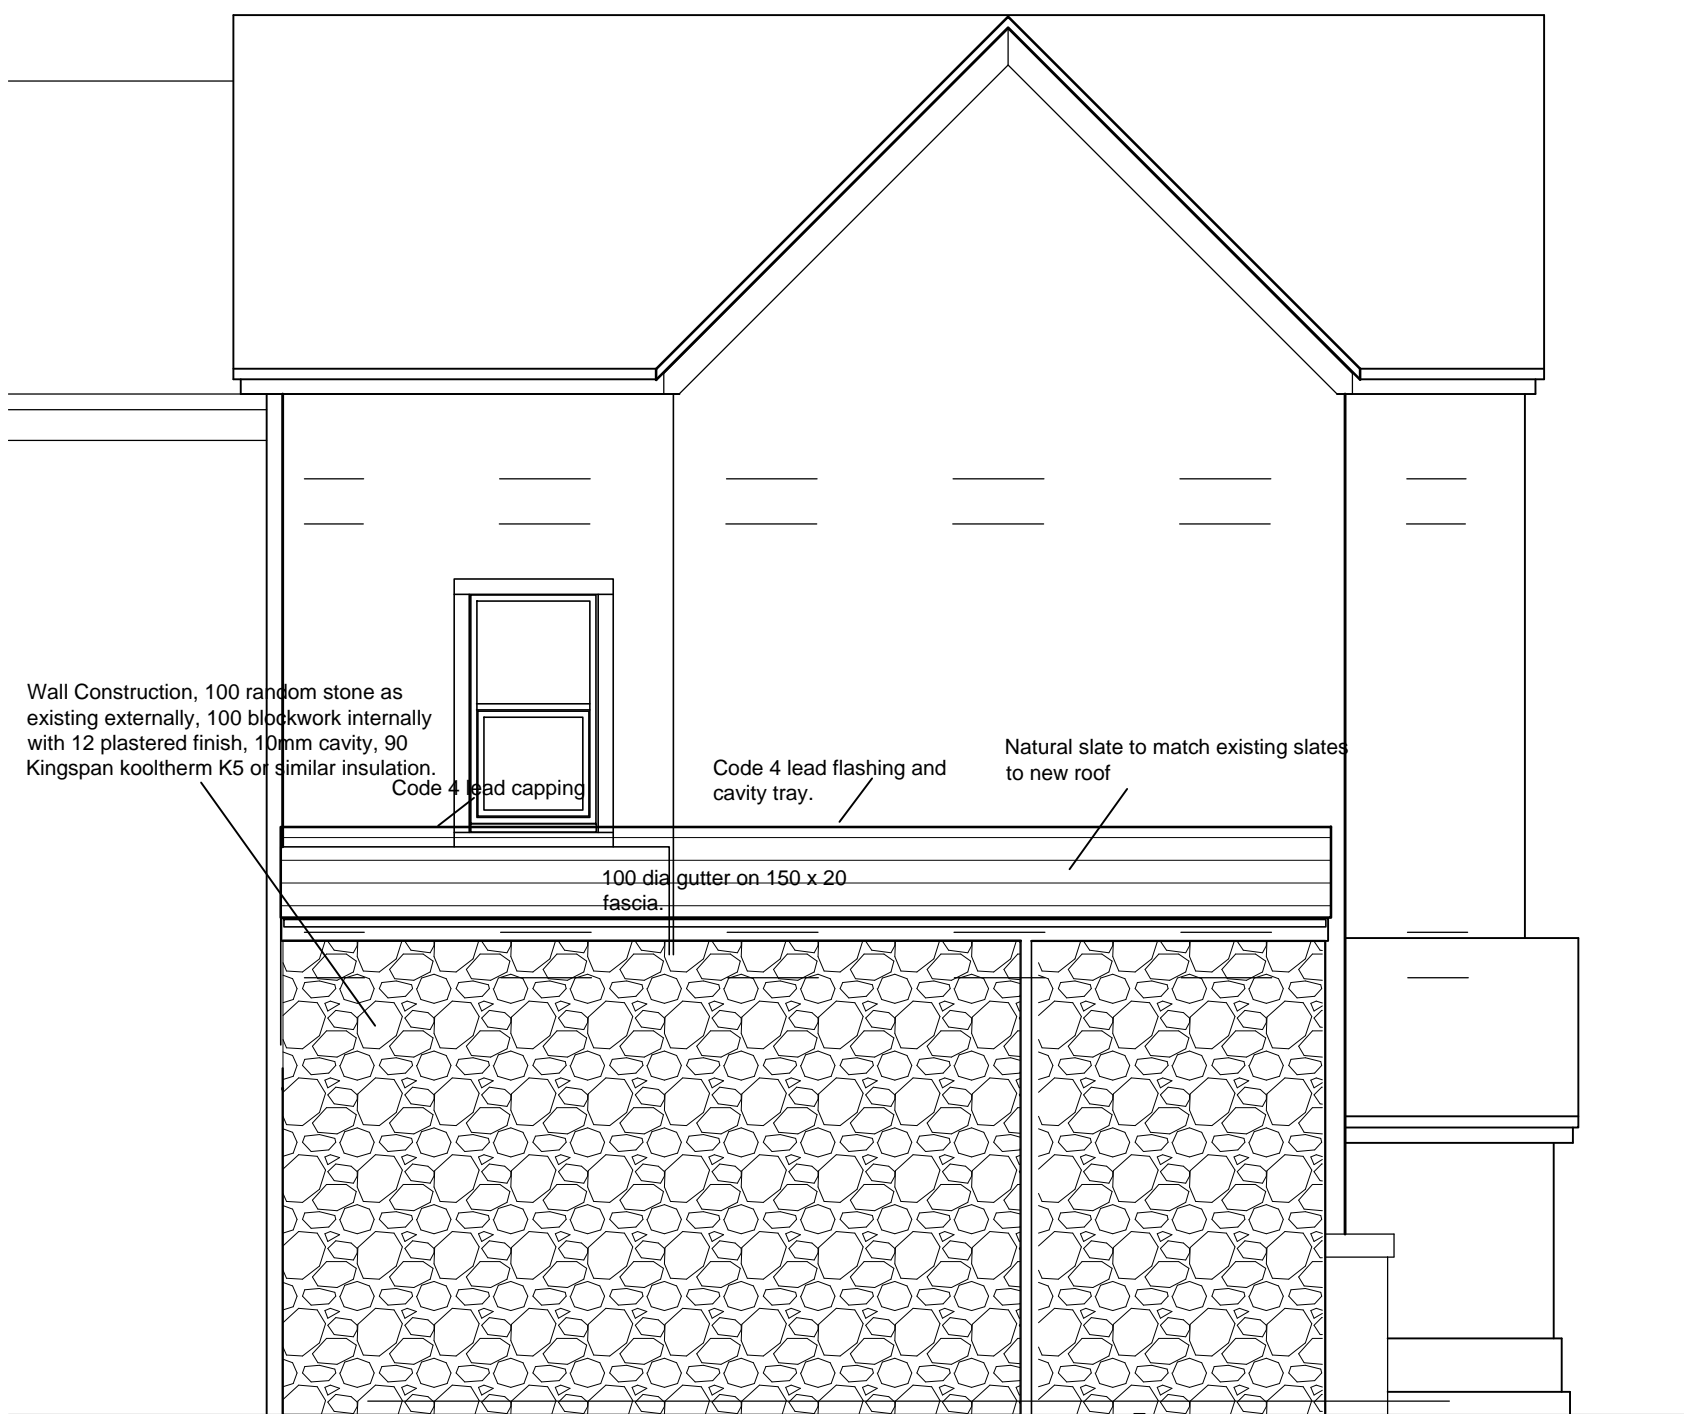 Wall Construction, 100 random stone as
existing externally, 100 blockwork internally
with 12 plastered finish, 10mm cavity, 90
Kingspan kooltherm K5 or similar insulation.
Code 4 lead capping
Code 4 lead flashing and
cavity tray.
Natural slate to match existing slates
to new roof
100 dia gutter on 150 x 20
fascia.